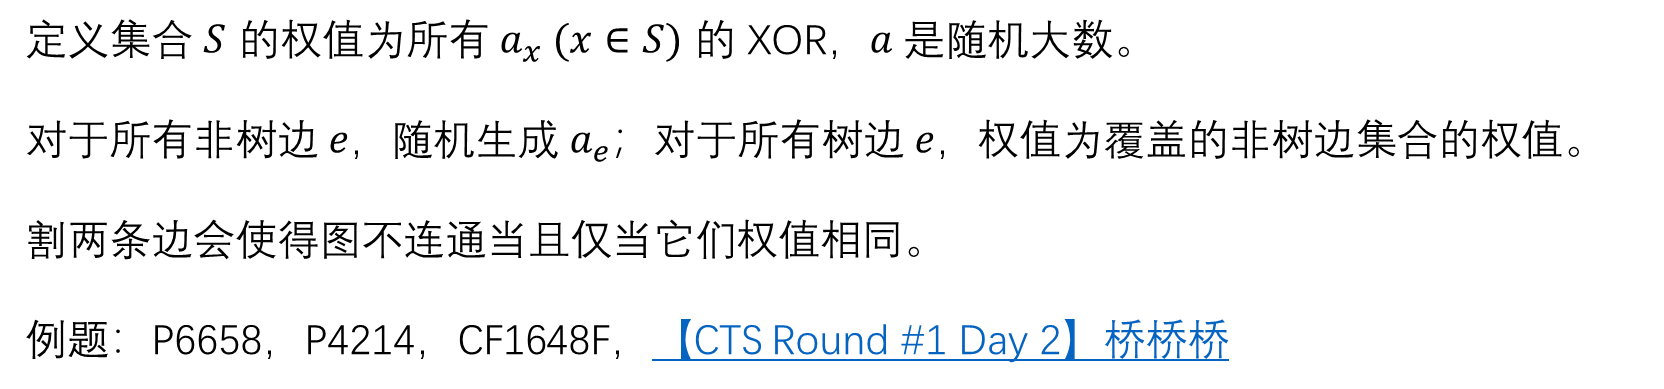 定义集合 S 的权值为所有 aₓ (x ∈ S) 的 XOR，a 是随机大数。
对于所有非树边 e，随机生成 aₑ；对于所有树边 e，权值为覆盖的非树边集合的权值。
割两条边会使得图不连通当且仅当它们权值相同。
例题：P6658，P4214，CF1648F，【CTS Round #1 Day 2】桥桥桥